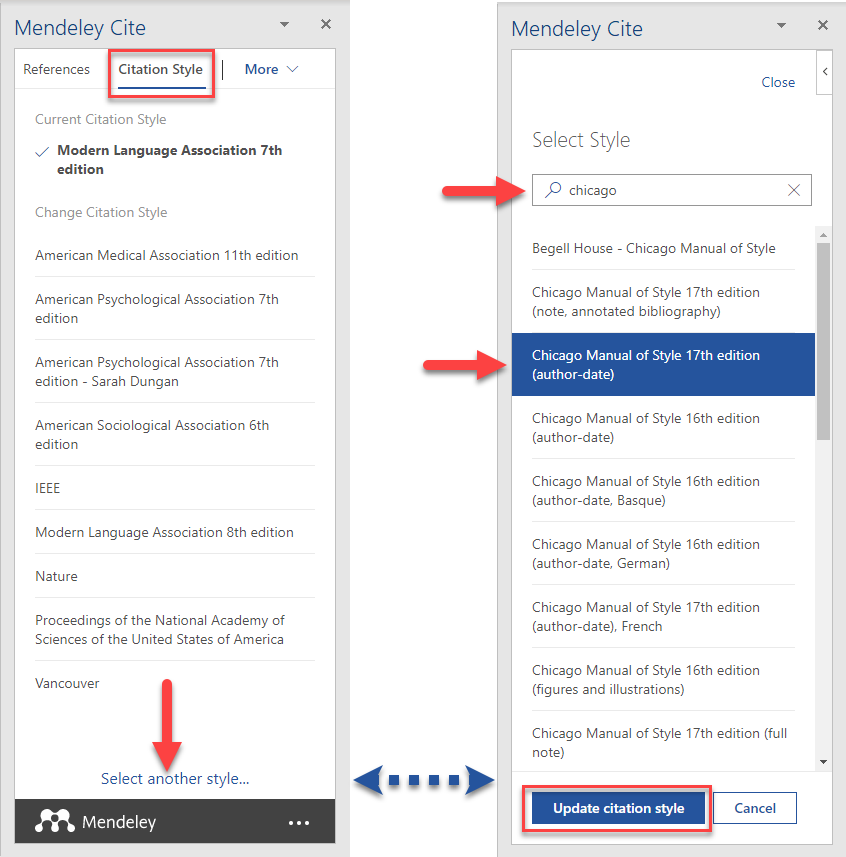 Mendeley Cite
References
Citation Style
More
Current Citation Style
Modern Language Association 7th
edition
Change Citation Style
American Medical Association 11th edition
American Psychological Association 7th
edition
American Psychological Association 7th
edition - Sarah Dungan
American Sociological Association 6th
edition
IEEE
Modern Language Association 8th edition
Nature
Proceedings of the National Academy of
Sciences of the United States of America
Vancouver
Select another style...
Mendeley
Mendeley Cite
Close
Select Style
chicago
Begell House - Chicago Manual of Style
Chicago Manual of Style 17th edition
(note, annotated bibliography)
Chicago Manual of Style 17th edition
(author-date)
Chicago Manual of Style 16th edition
(author-date)
Chicago Manual of Style 16th edition
(author-date, Basque)
Chicago Manual of Style 16th edition
(author-date, German)
Chicago Manual of Style 17th edition
(author-date), French
Chicago Manual of Style 16th edition
(figures and illustrations)
Chicago Manual of Style 17th edition (full
note)
Update citation style
Cancel